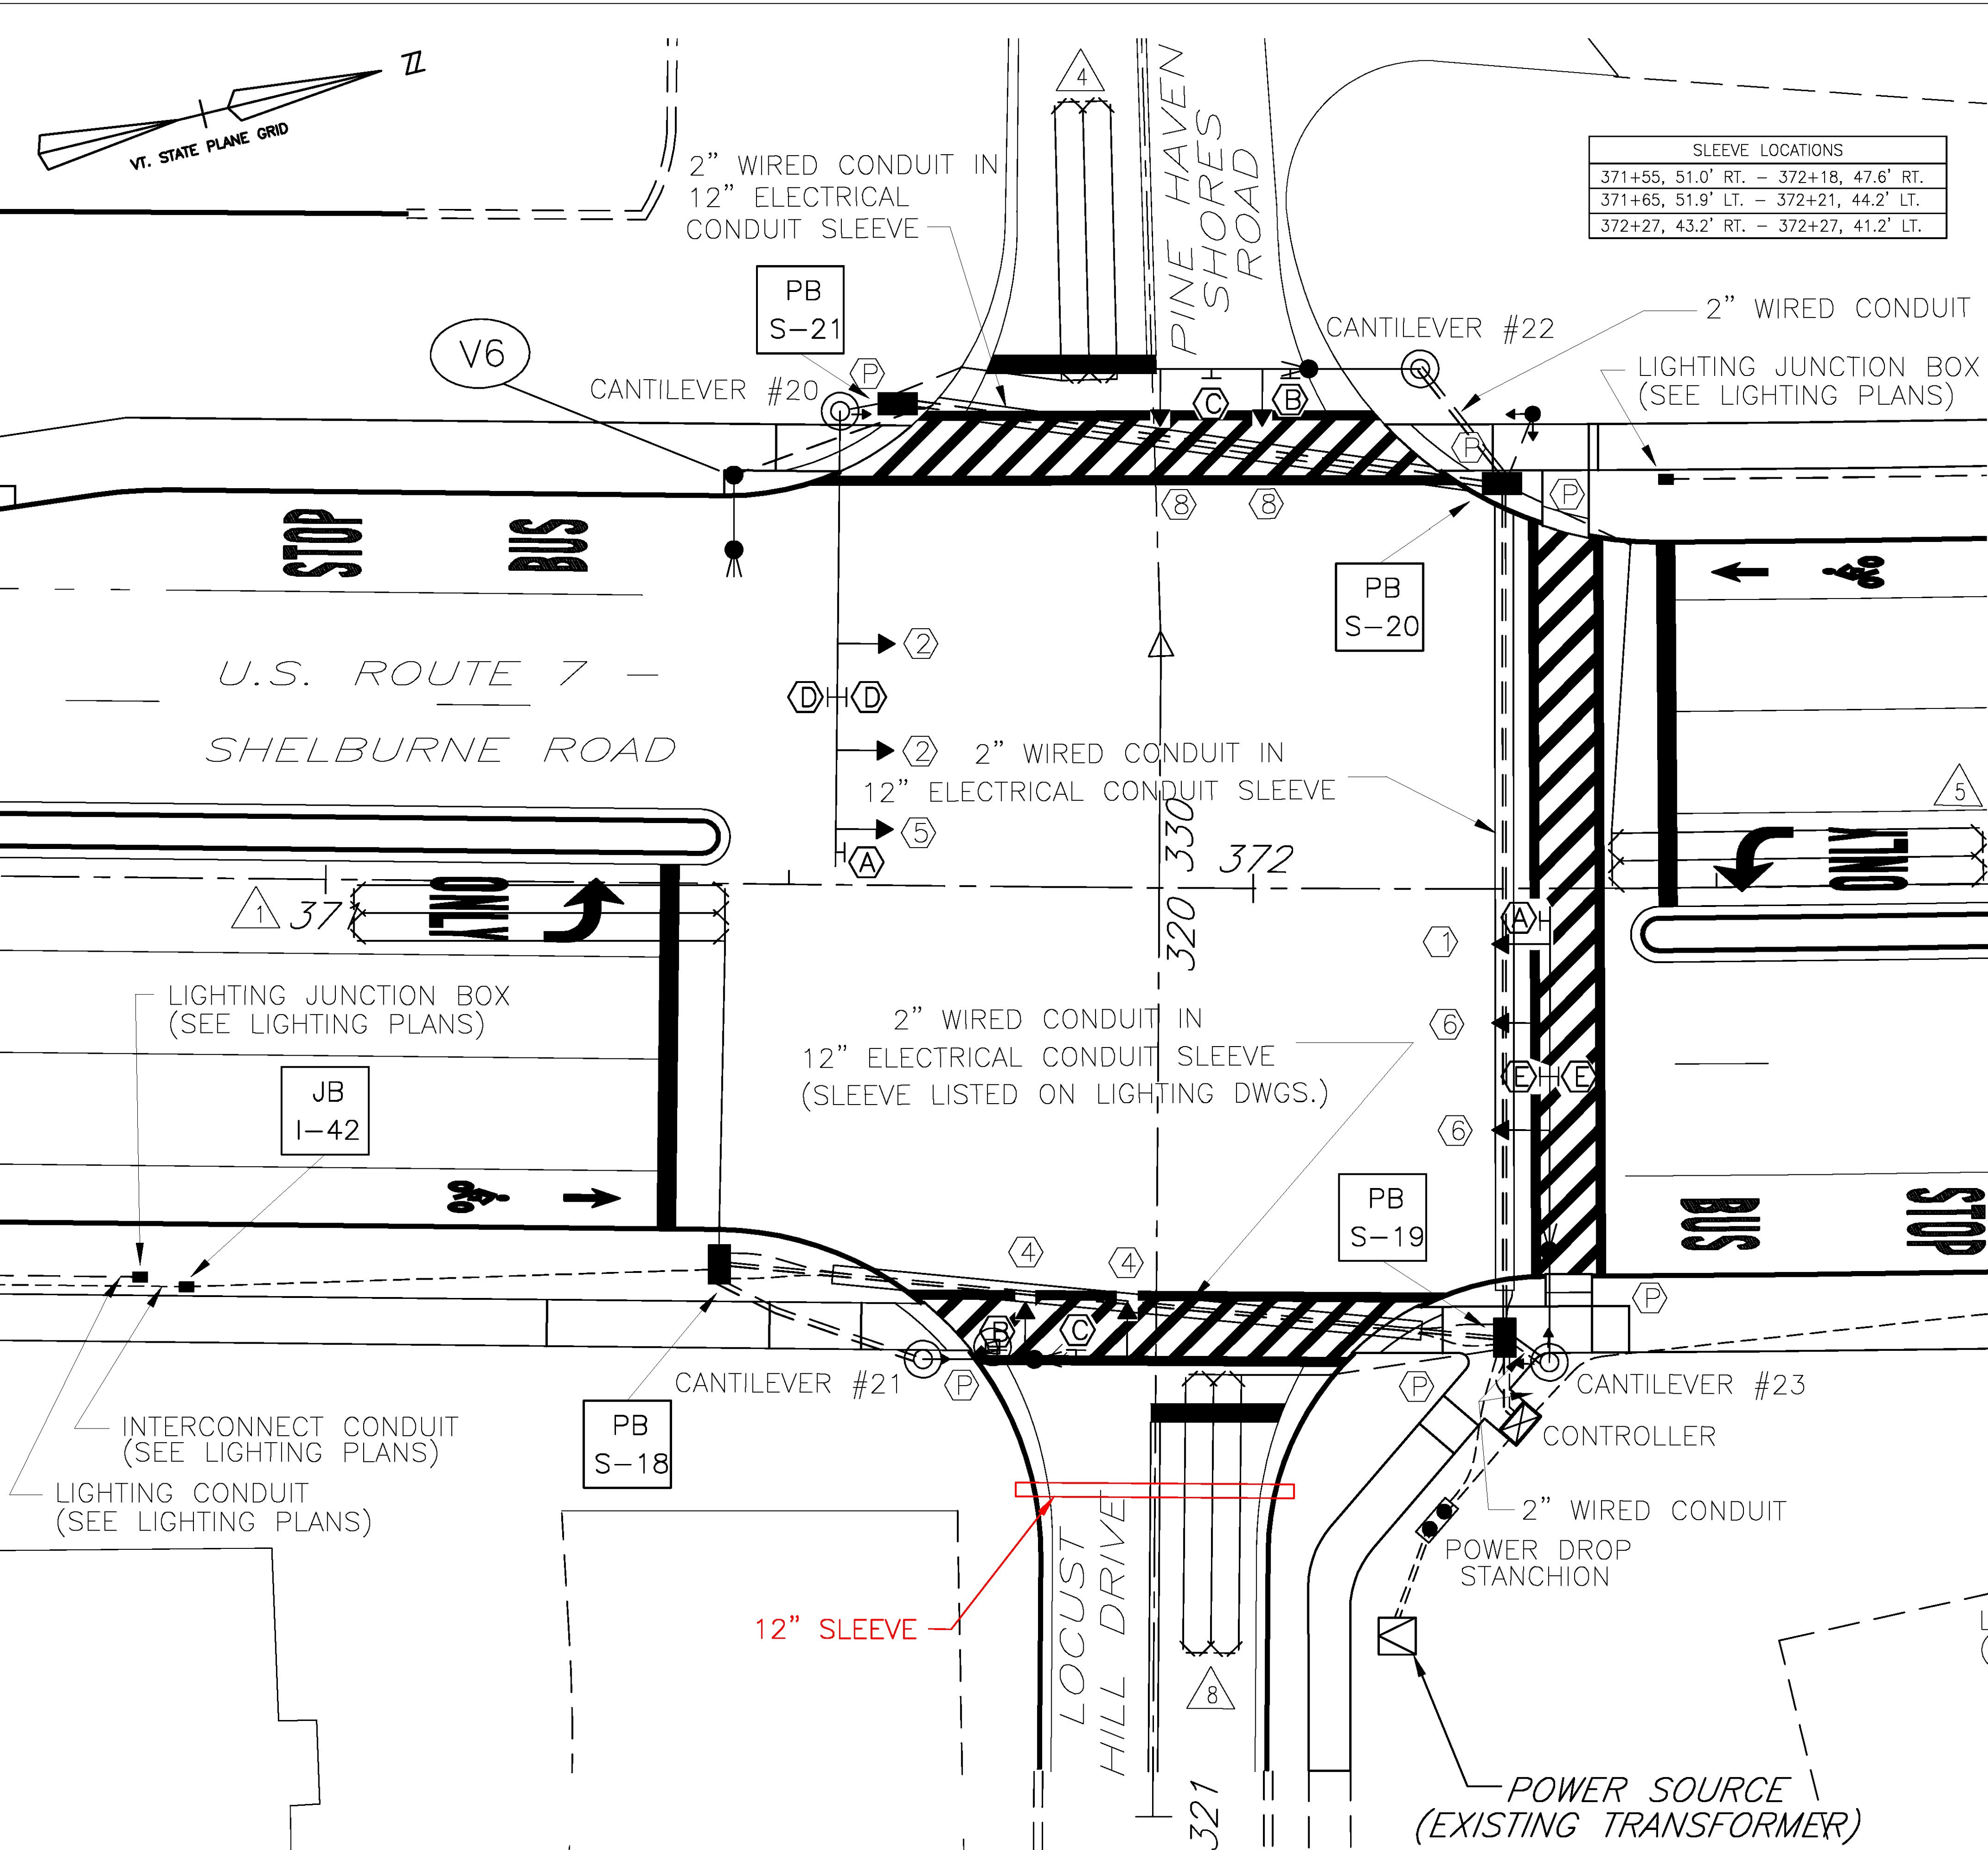 Z
VT. STATE PLANE GRID
4
PINE HAVEN
SHORES
ROAD
SLEEVE LOCATIONS
371+55, 51.0' RT. – 372+18, 47.6' RT.
371+65, 51.9' LT. – 372+21, 44.2' LT.
372+27, 43.2' RT. – 372+27, 41.2' LT.
2" WIRED CONDUIT IN
12" ELECTRICAL
CONDUIT SLEEVE
PB
S-21
V6
CANTILEVER #20
P
CANTILEVER #22
2" WIRED CONDUIT
LIGHTING JUNCTION BOX
(SEE LIGHTING PLANS)
C
B
P
P
8
8
STOP
BUS
PB
S-20
2
U.S. ROUTE 7 –
SHELBURNE ROAD
D
D
2
5
A
2" WIRED CONDUIT IN
12" ELECTRICAL CONDUIT SLEEVE
320 330
372
5
ONLY
1
ONLY
A
1
6
E
E
6
LIGHTING JUNCTION BOX
(SEE LIGHTING PLANS)
2" WIRED CONDUIT IN
12" ELECTRICAL CONDUIT SLEEVE
(SLEEVE LISTED ON LIGHTING DWGS.)
JB
I-42
PB
S-19
BUS
STOP
4
4
P
B
C
CANTILEVER #21
P
P
CANTILEVER #23
CONTROLLER
INTERCONNECT CONDUIT
(SEE LIGHTING PLANS)
PB
S-18
LIGHTING CONDUIT
(SEE LIGHTING PLANS)
2" WIRED CONDUIT
POWER DROP
STANCHION
12" SLEEVE
LOCUST
HILL DRIVE
8
321
POWER SOURCE
(EXISTING TRANSFORMER)